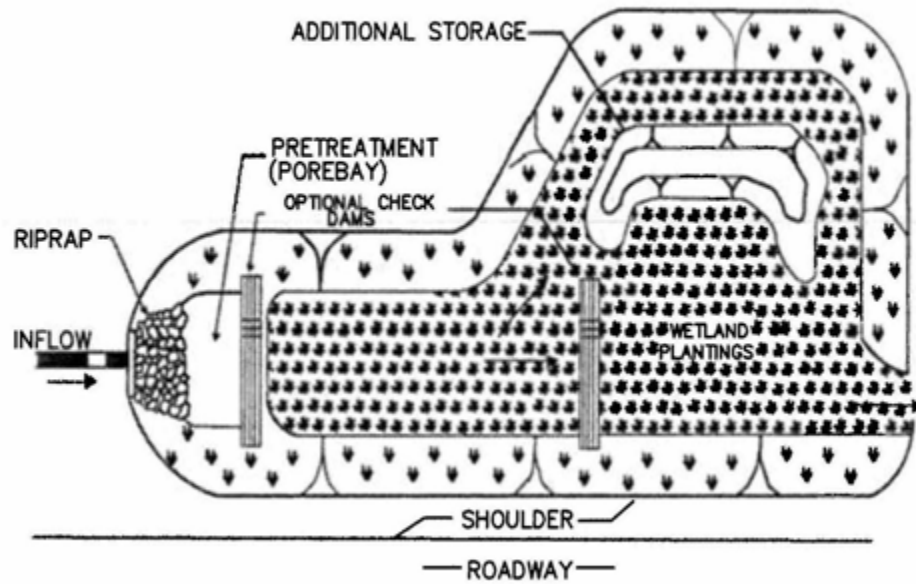 ADDITIONAL STORAGE
PRETREATMENT
(POREBAY)
OPTIONAL CHECK
DAMS
RIPRAP
INFLOW
WETLAND
PLANTINGS
SHOULDER
ROADWAY